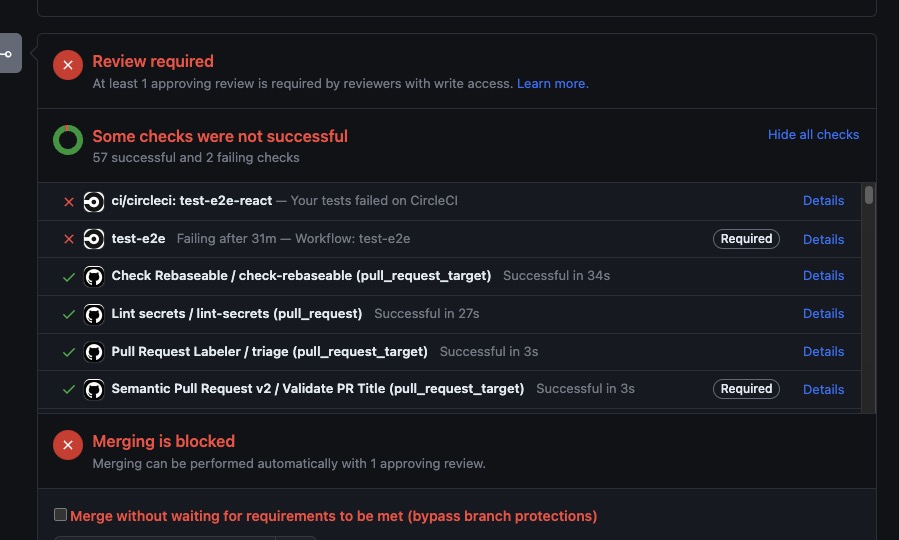 Review required
At least 1 approving review is required by reviewers with write access. Learn more.
Some checks were not successful
Hide all checks
57 successful and 2 failing checks
ci/circleci: test-e2e-react — Your tests failed on CircleCI Details
test-e2e Failing after 31m — Workflow: test-e2e Required Details
Check Rebaseable / check-rebaseable (pull_request_target) Successful in 34s Details
Lint secrets / lint-secrets (pull_request) Successful in 27s Details
Pull Request Labeler / triage (pull_request_target) Successful in 3s Details
Semantic Pull Request v2 / Validate PR Title (pull_request_target) Successful in 3s Required Details
Merging is blocked
Merging can be performed automatically with 1 approving review.
Merge without waiting for requirements to be met (bypass branch protections)